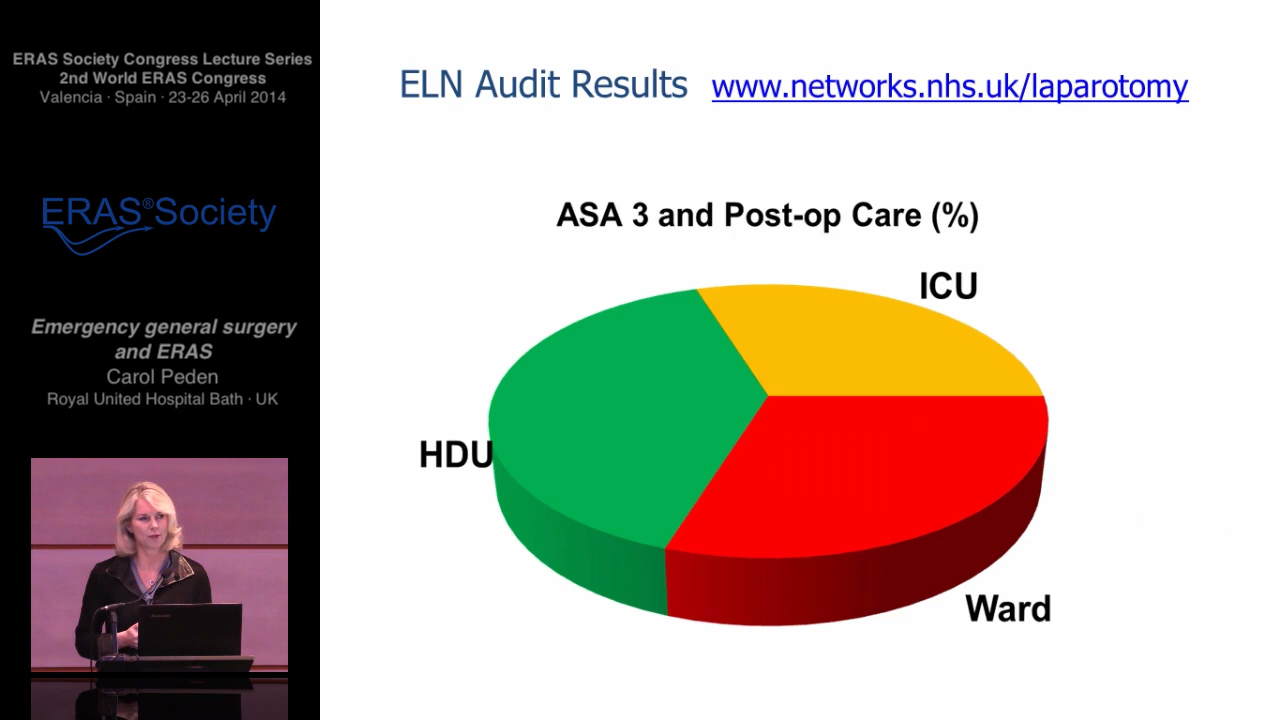 ERAS Society Congress Lecture Series
2nd World ERAS Congress
Valencia · Spain · 23-26 April 2014
ERAS®Society
Emergency general surgery
and ERAS
Carol Peden
Royal United Hospital Bath · UK
ELN Audit Results www.networks.nhs.uk/laparotomy
ASA 3 and Post-op Care (%)
ICU
HDU
Ward